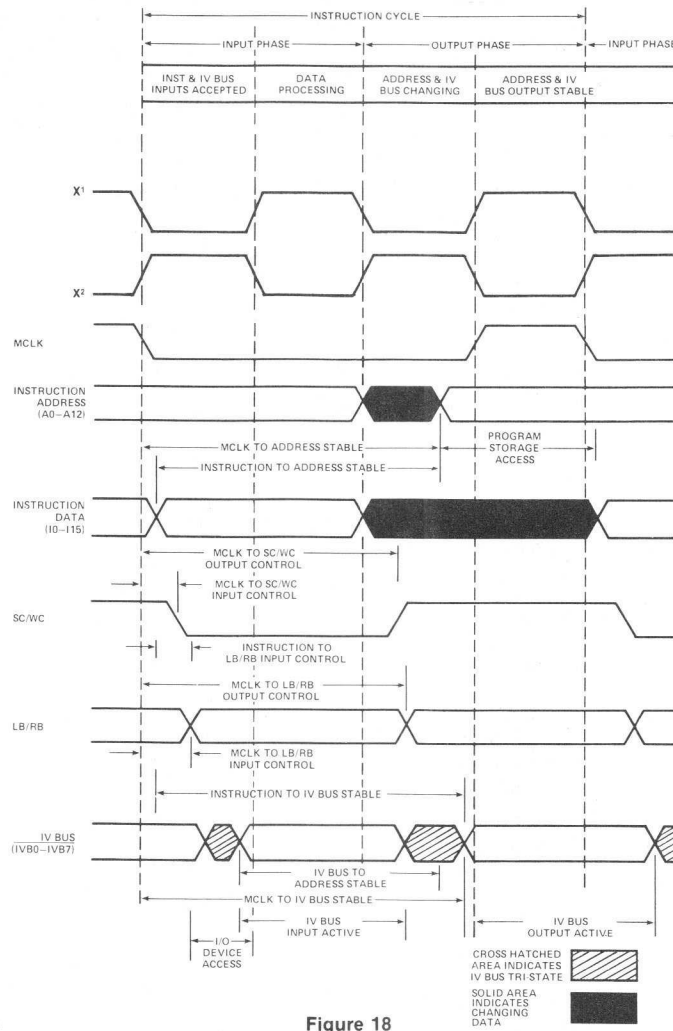 INSTRUCTION CYCLE
INPUT PHASE
OUTPUT PHASE
INPUT PHASE
INST & IV BUS
INPUTS ACCEPTED
DATA
PROCESSING
ADDRESS & IV
BUS CHANGING
ADDRESS & IV
BUS OUTPUT STABLE
X1
X2
MCLK
INSTRUCTION
ADDRESS
(A0–A12)
MCLK TO ADDRESS STABLE
PROGRAM
STORAGE
ACCESS
INSTRUCTION TO ADDRESS STABLE
INSTRUCTION
DATA
(I0–I15)
MCLK TO SC/WC
OUTPUT CONTROL
MCLK TO SC/WC
INPUT CONTROL
SC/WC
INSTRUCTION TO
LB/RB INPUT CONTROL
MCLK TO LB/RB
OUTPUT CONTROL
LB/RB
MCLK TO LB/RB
INPUT CONTROL
INSTRUCTION TO IV BUS STABLE
IV BUS
(IVB0–IVB7)
IV BUS TO
ADDRESS STABLE
MCLK TO IV BUS STABLE
IV BUS
INPUT ACTIVE
IV BUS
OUTPUT ACTIVE
I/O
DEVICE
ACCESS
CROSS HATCHED
AREA INDICATES
IV BUS TRI-STATE
SOLID AREA
INDICATES
CHANGING
DATA
Figure 18